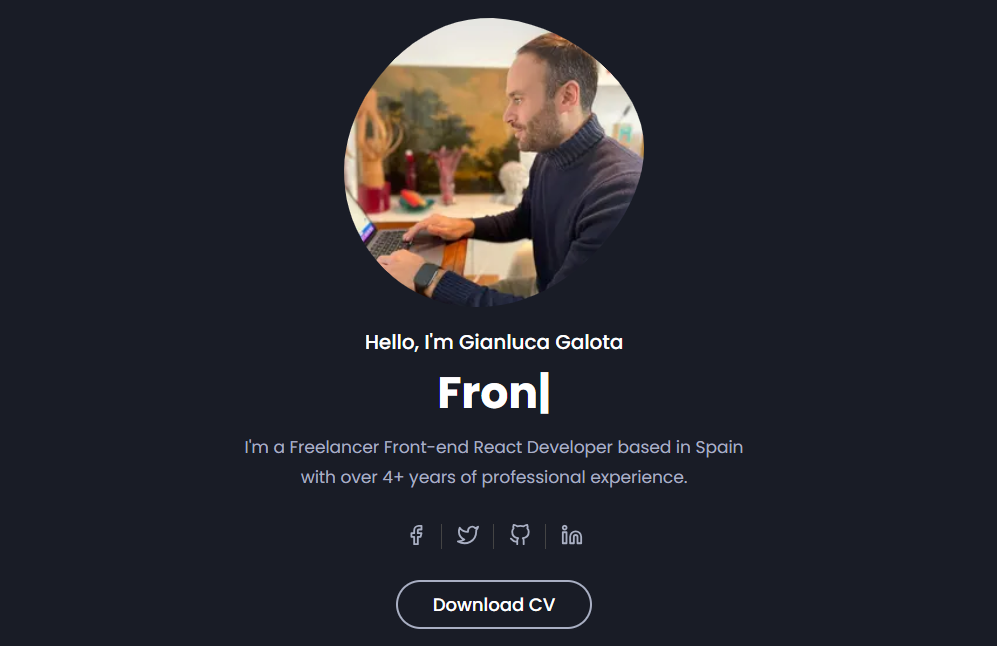 Hello, I'm Gianluca Galota
Fron
I'm a Freelancer Front-end React Developer based in Spain
with over 4+ years of professional experience.
Download CV